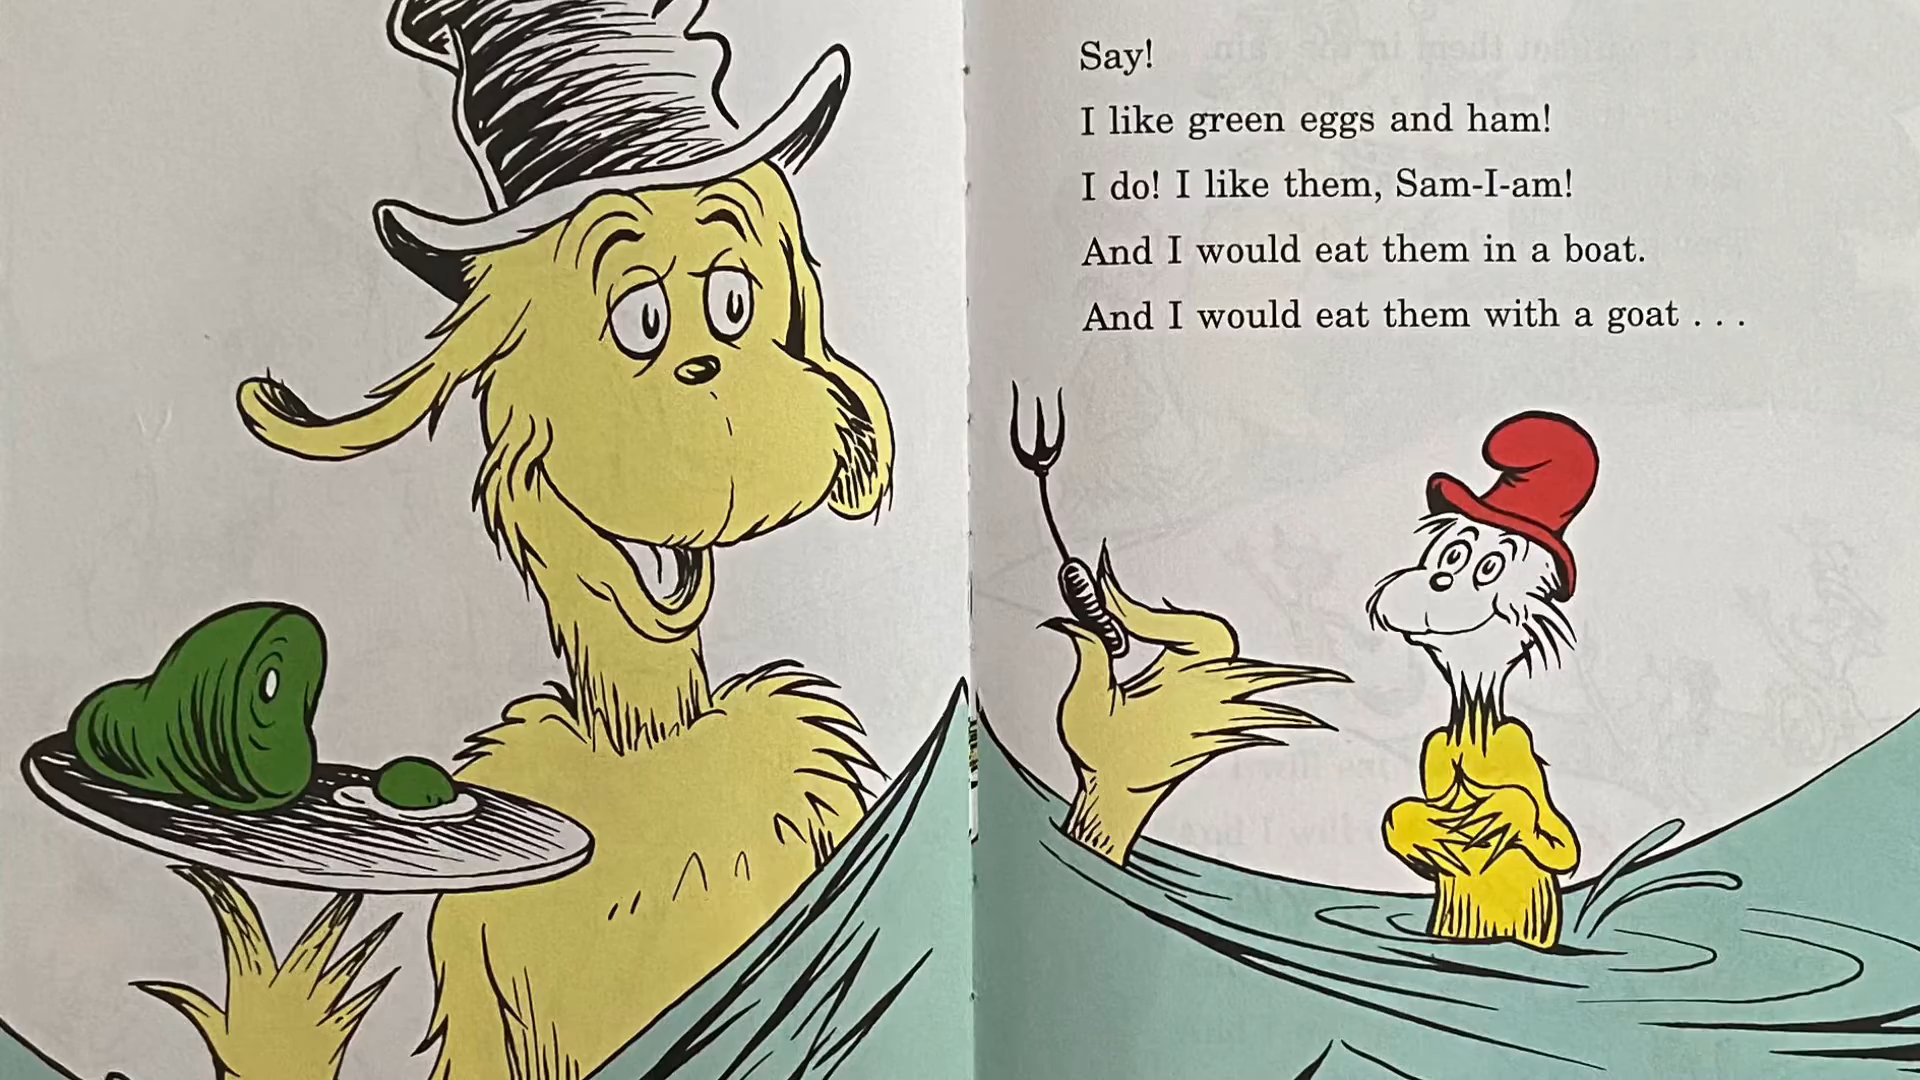 Say!
I like green eggs and ham!
I do! I like them, Sam-I-am!
And I would eat them in a boat.
And I would eat them with a goat . . .